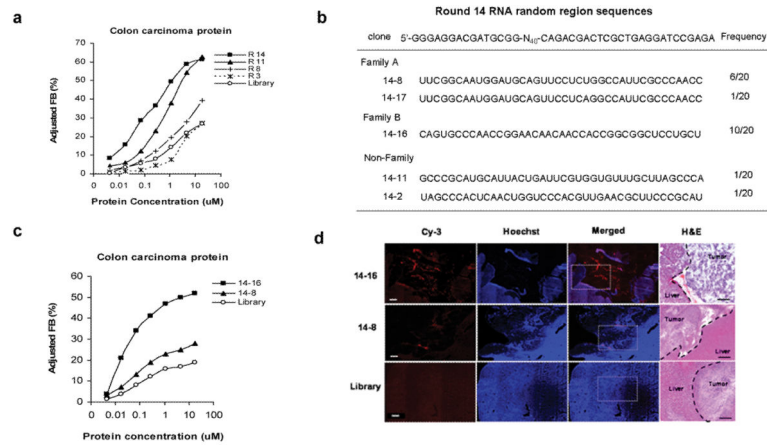 a
Colon carcinoma protein
Adjusted FB (%)
70
60
50
40
30
20
10
0
0.001 0.01 0.1 1 10 100
Protein Concentration (uM)
R 14
R 11
R 8
R 3
Library
b
Round 14 RNA random region sequences
clone 5'-GGGAGGACGAUGCGG-N40-CAGACGACUCGCUGAGGAUCCGAGA Frequency
Family A
14-8 UUCGGCAAUGGAUGCAGUUCCUCUGGCCAUUCGCCCAACC 6/20
14-17 UUCGGCAAUGGAUGCAGUUCCUCAGGCCAUUCGCCCAACC 1/20
Family B
14-16 CAGUGCCCAACCGGAACAACAACCACCGGCGGCUCCUGCU 10/20
Non-Family
14-11 GCCCGCAUGCAUUACUGAUUCGUGGUGUUUGCUUAGCCCA 1/20
14-2 UAGCCCACUCAACUGGUCCCACGUUGAACGCUUCCCGCAU 1/20
c
Colon carcinoma protein
Adjusted FB (%)
60
50
40
30
20
10
0
0.001 0.01 0.1 1 10 100
Protein concentration (uM)
14-16
14-8
Library
d
Cy-3 Hoechst Merged H&E
14-16
Tumor
Liver
14-8
Tumor
Liver
Library
Liver
Tumor